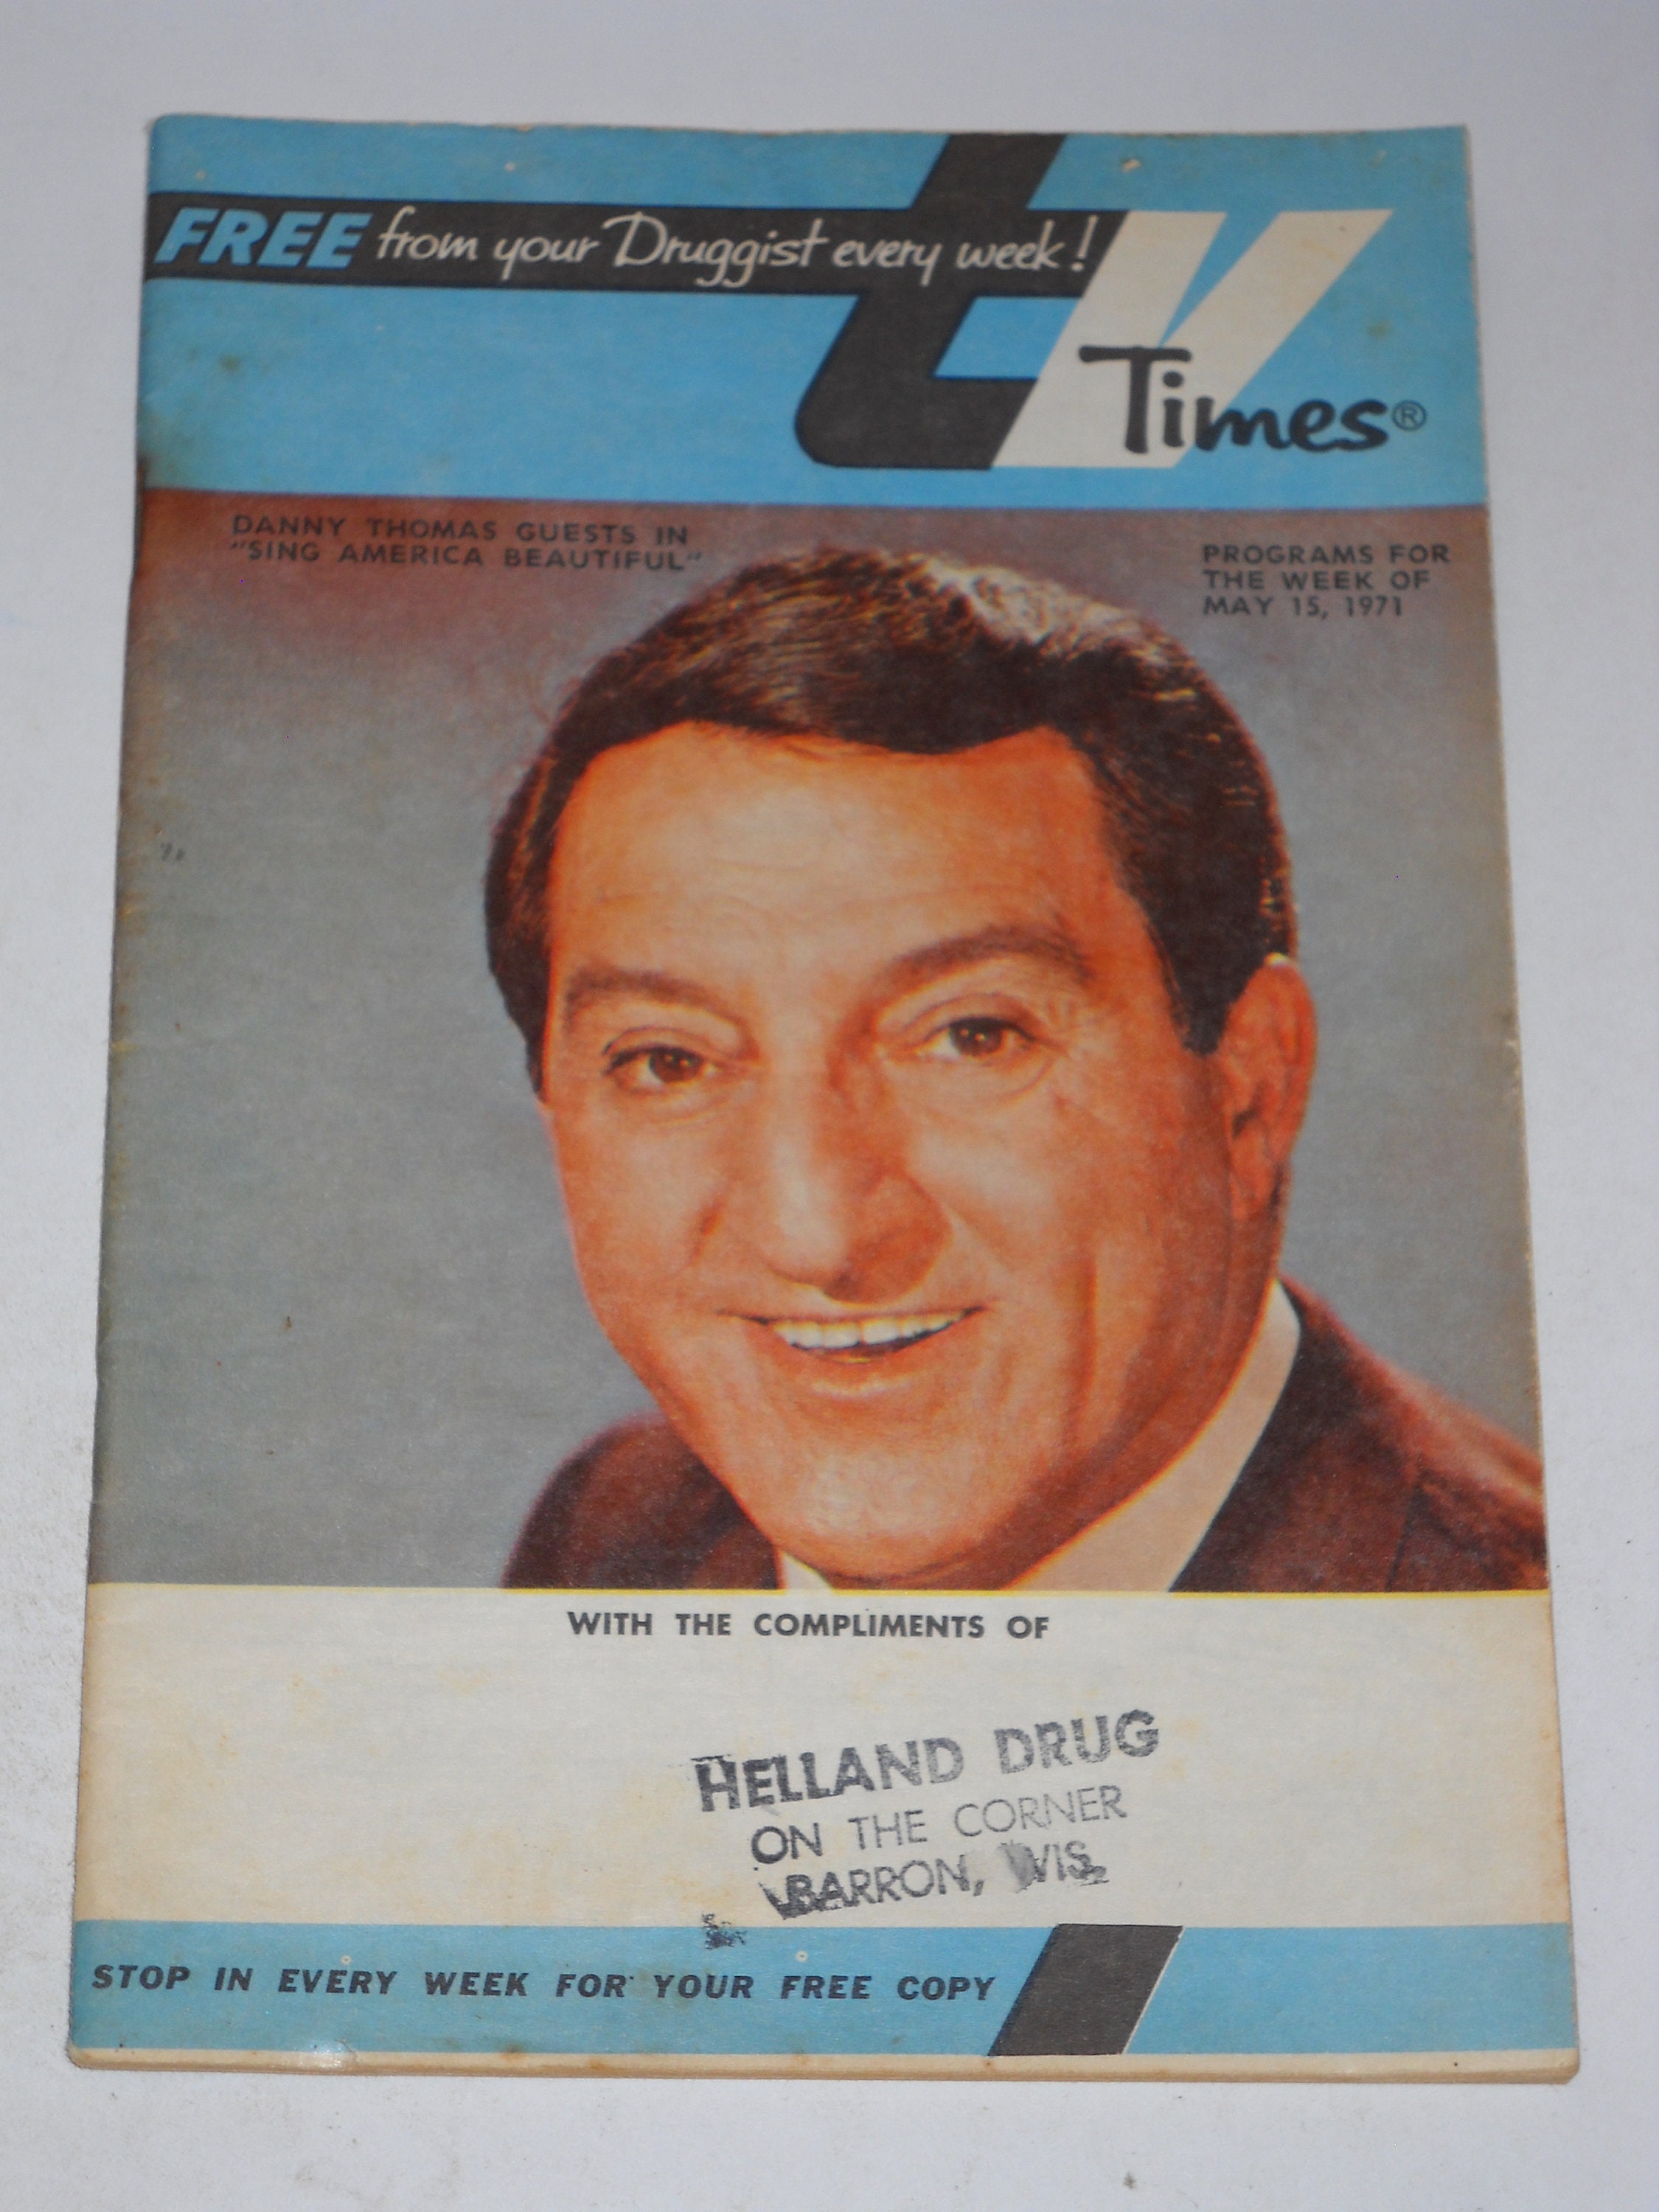 FREE from your Druggist every week!
tv
Times®
DANNY THOMAS GUESTS IN
"SING AMERICA BEAUTIFUL"
PROGRAMS FOR
THE WEEK OF
MAY 15, 1971
WITH THE COMPLIMENTS OF
HELLAND DRUG
ON THE CORNER
BARRON, WIS.
STOP IN EVERY WEEK FOR YOUR FREE COPY